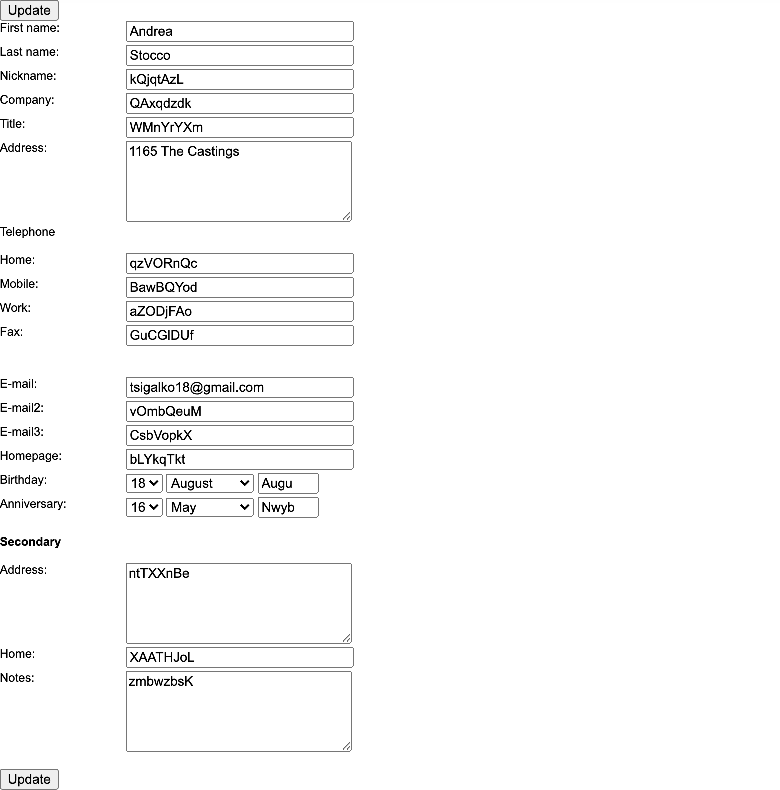 Update
First name: Andrea
Last name: Stocco
Nickname: kQjqtAzL
Company: QAxqdzdk
Title: WMnYrYXm
Address: 1165 The Castings
Telephone
Home: qzVORnQc
Mobile: BawBQYod
Work: aZODjFAo
Fax: GuCGlDUf
E-mail: tsigalko18@gmail.com
E-mail2: vOmbQeuM
E-mail3: CsbVopkX
Homepage: bLYkqTkt
Birthday: 18 August Augu
Anniversary: 16 May Nwyb
Secondary
Address: ntTXXnBe
Home: XAATHJoL
Notes: zmbwzbsK
Update